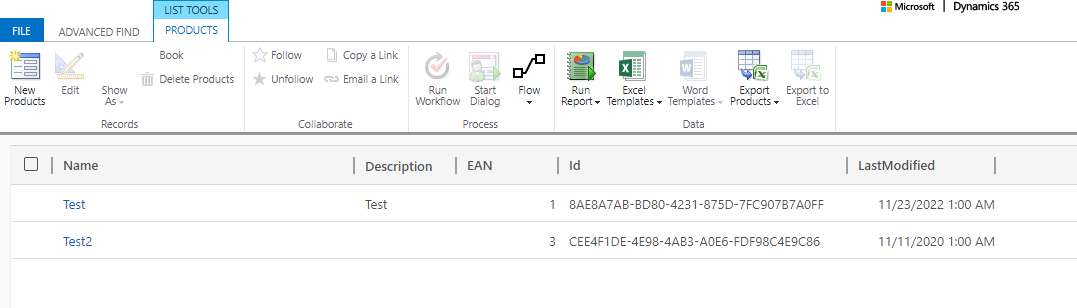 LIST TOOLS
Microsoft | Dynamics 365
FILE
ADVANCED FIND
PRODUCTS
New Products
Edit
Show As
Book
Delete Products
Records
Follow
Unfollow
Copy a Link
Email a Link
Collaborate
Run Workflow
Start Dialog
Flow
Process
Run Report
Excel Templates
Word Templates
Export Products
Export to Excel
Data
Name Description EAN Id LastModified
Test Test 1 8AE8A7AB-BD80-4231-875D-7FC907B7A0FF 11/23/2022 1:00 AM
Test2 3 CEE4F1DE-4E98-4AB3-A0E6-FDF98C4E9C86 11/11/2020 1:00 AM